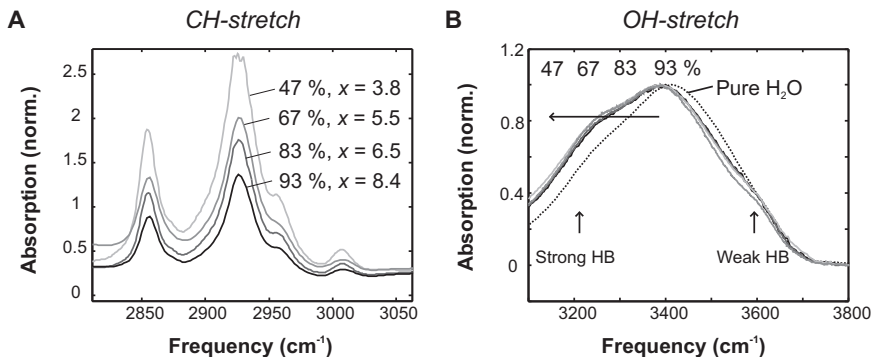 A
CH-stretch
Absorption (norm.)
2.5
2
1.5
1
0.5
0
47 %, x = 3.8
67 %, x = 5.5
83 %, x = 6.5
93 %, x = 8.4
2850 2900 2950 3000 3050
Frequency (cm-1)
B
OH-stretch
Absorption (norm.)
1.2
1.0
0.8
0.4
0
47 67 83 93 %
Pure H2O
Strong HB
Weak HB
3200 3400 3600 3800
Frequency (cm-1)